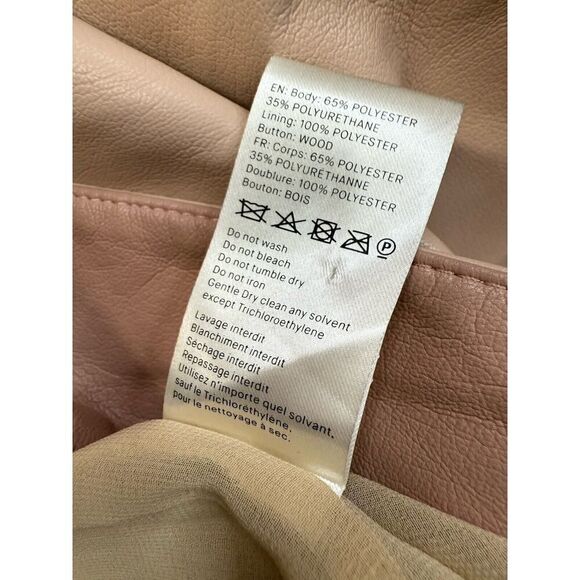 EN: Body: 65% POLYESTER
35% POLYURETHANE
Lining: 100% POLYESTER
Button: WOOD
FR: Corps: 65% POLYESTER
35% POLYURÉTHANNE
Doublure: 100% POLYESTER
Bouton: BOIS
P
Do not wash
Do not bleach
Do not tumble dry
Do not iron
Gentle Dry clean any solvent
except Trichloroethylene
Lavage interdit
Blanchiment interdit
Séchage interdit
Repassage interdit
Utilisez n'importe quel solvant.
sauf le Trichloréthylène,
pour le nettoyage à sec.